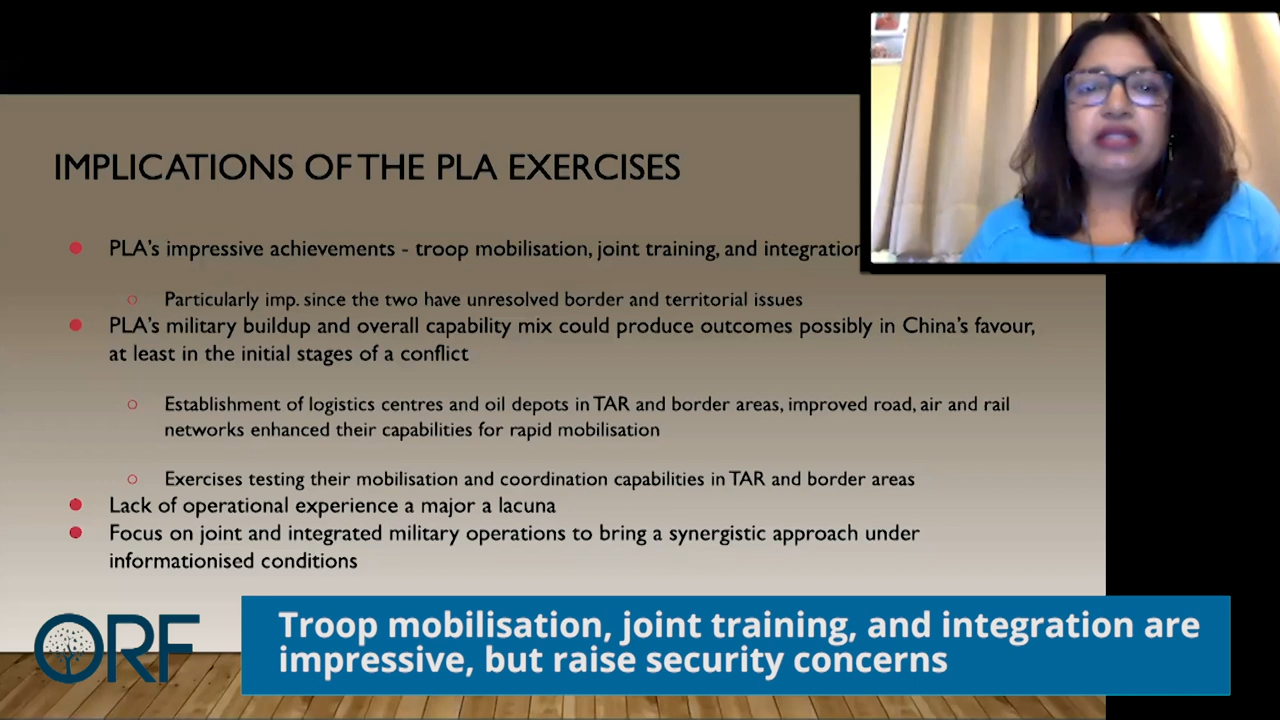 IMPLICATIONS OF THE PLA EXERCISES
PLA's impressive achievements - troop mobilisation, joint training, and integration
Particularly imp. since the two have unresolved border and territorial issues
PLA's military buildup and overall capability mix could produce outcomes possibly in China's favour,
at least in the initial stages of a conflict
Establishment of logistics centres and oil depots in TAR and border areas, improved road, air and rail
networks enhanced their capabilities for rapid mobilisation
Exercises testing their mobilisation and coordination capabilities in TAR and border areas
Lack of operational experience a major a lacuna
Focus on joint and integrated military operations to bring a synergistic approach under
informationised conditions
ORF
Troop mobilisation, joint training, and integration are
impressive, but raise security concerns